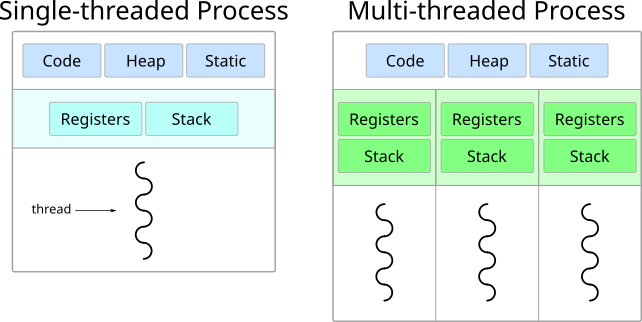 Single-threaded Process
Code Heap Static
Registers Stack
thread
Multi-threaded Process
Code Heap Static
Registers Registers Registers
Stack Stack Stack